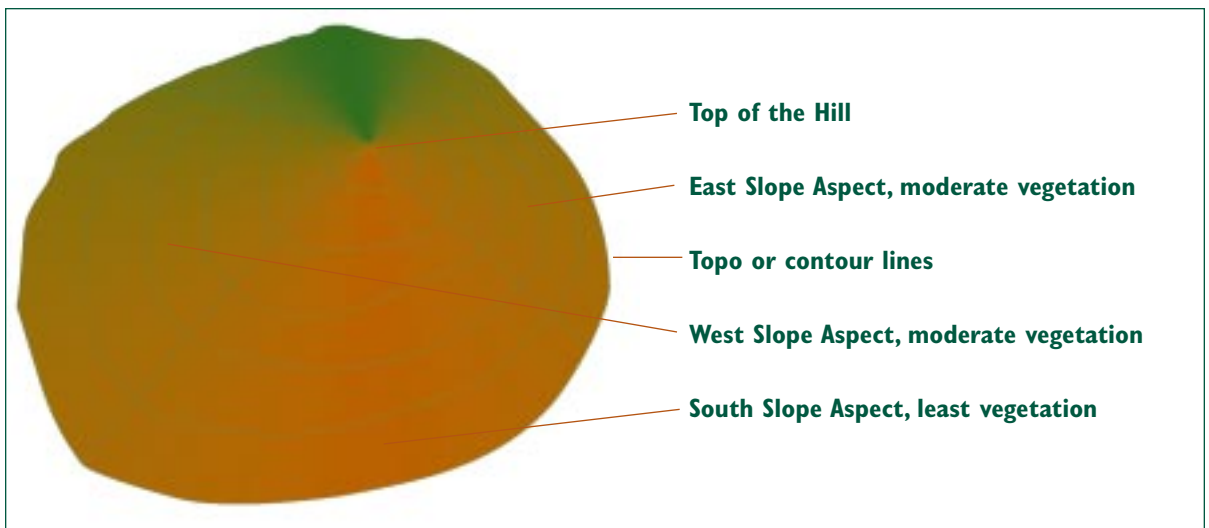 Top of the Hill
East Slope Aspect, moderate vegetation
Topo or contour lines
West Slope Aspect, moderate vegetation
South Slope Aspect, least vegetation